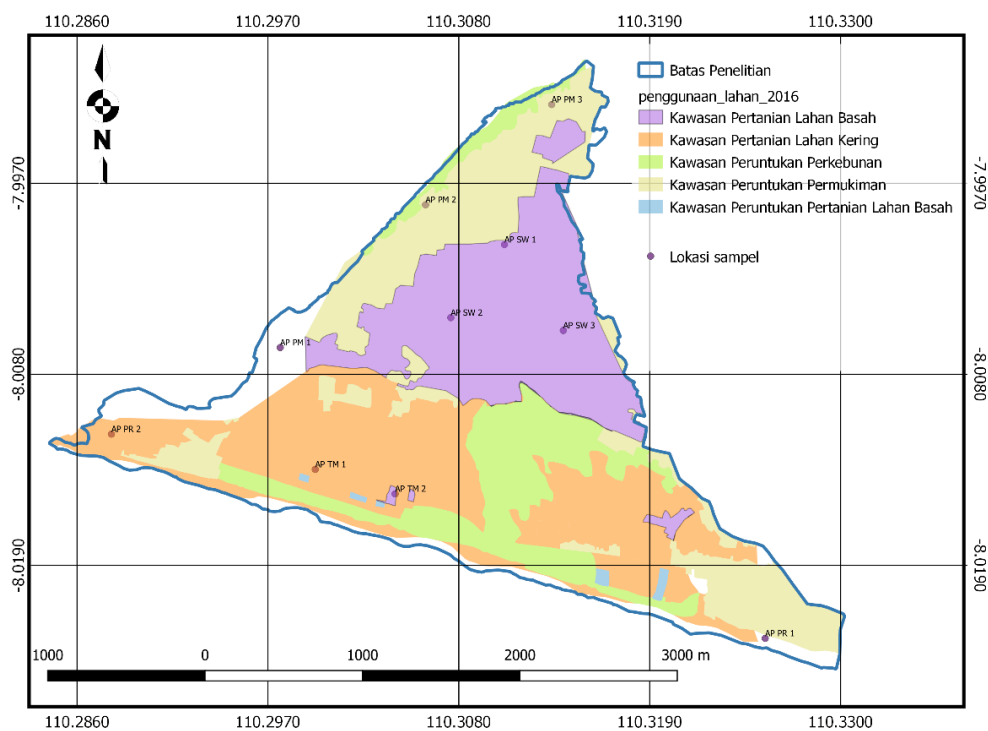 110.2860 110.2970 110.3080 110.3190 110.3300
N
Batas Penelitian
penggunaan_lahan_2016
Kawasan Pertanian Lahan Basah
Kawasan Pertanian Lahan Kering
Kawasan Peruntukan Perkebunan
Kawasan Peruntukan Permukiman
Kawasan Peruntukan Pertanian Lahan Basah
Lokasi sampel
AP PM 3
-7.9970 -7.9970
AP PM 2
AP SW 1
AP SW 2
AP SW 3
AP PM 1
-8.0080 -8.0080
AP PR 2
AP TM 1
AP TM 2
-8.0190 -8.0190
AP PR 1
1000 0 1000 2000 3000 m
110.2860 110.2970 110.3080 110.3190 110.3300